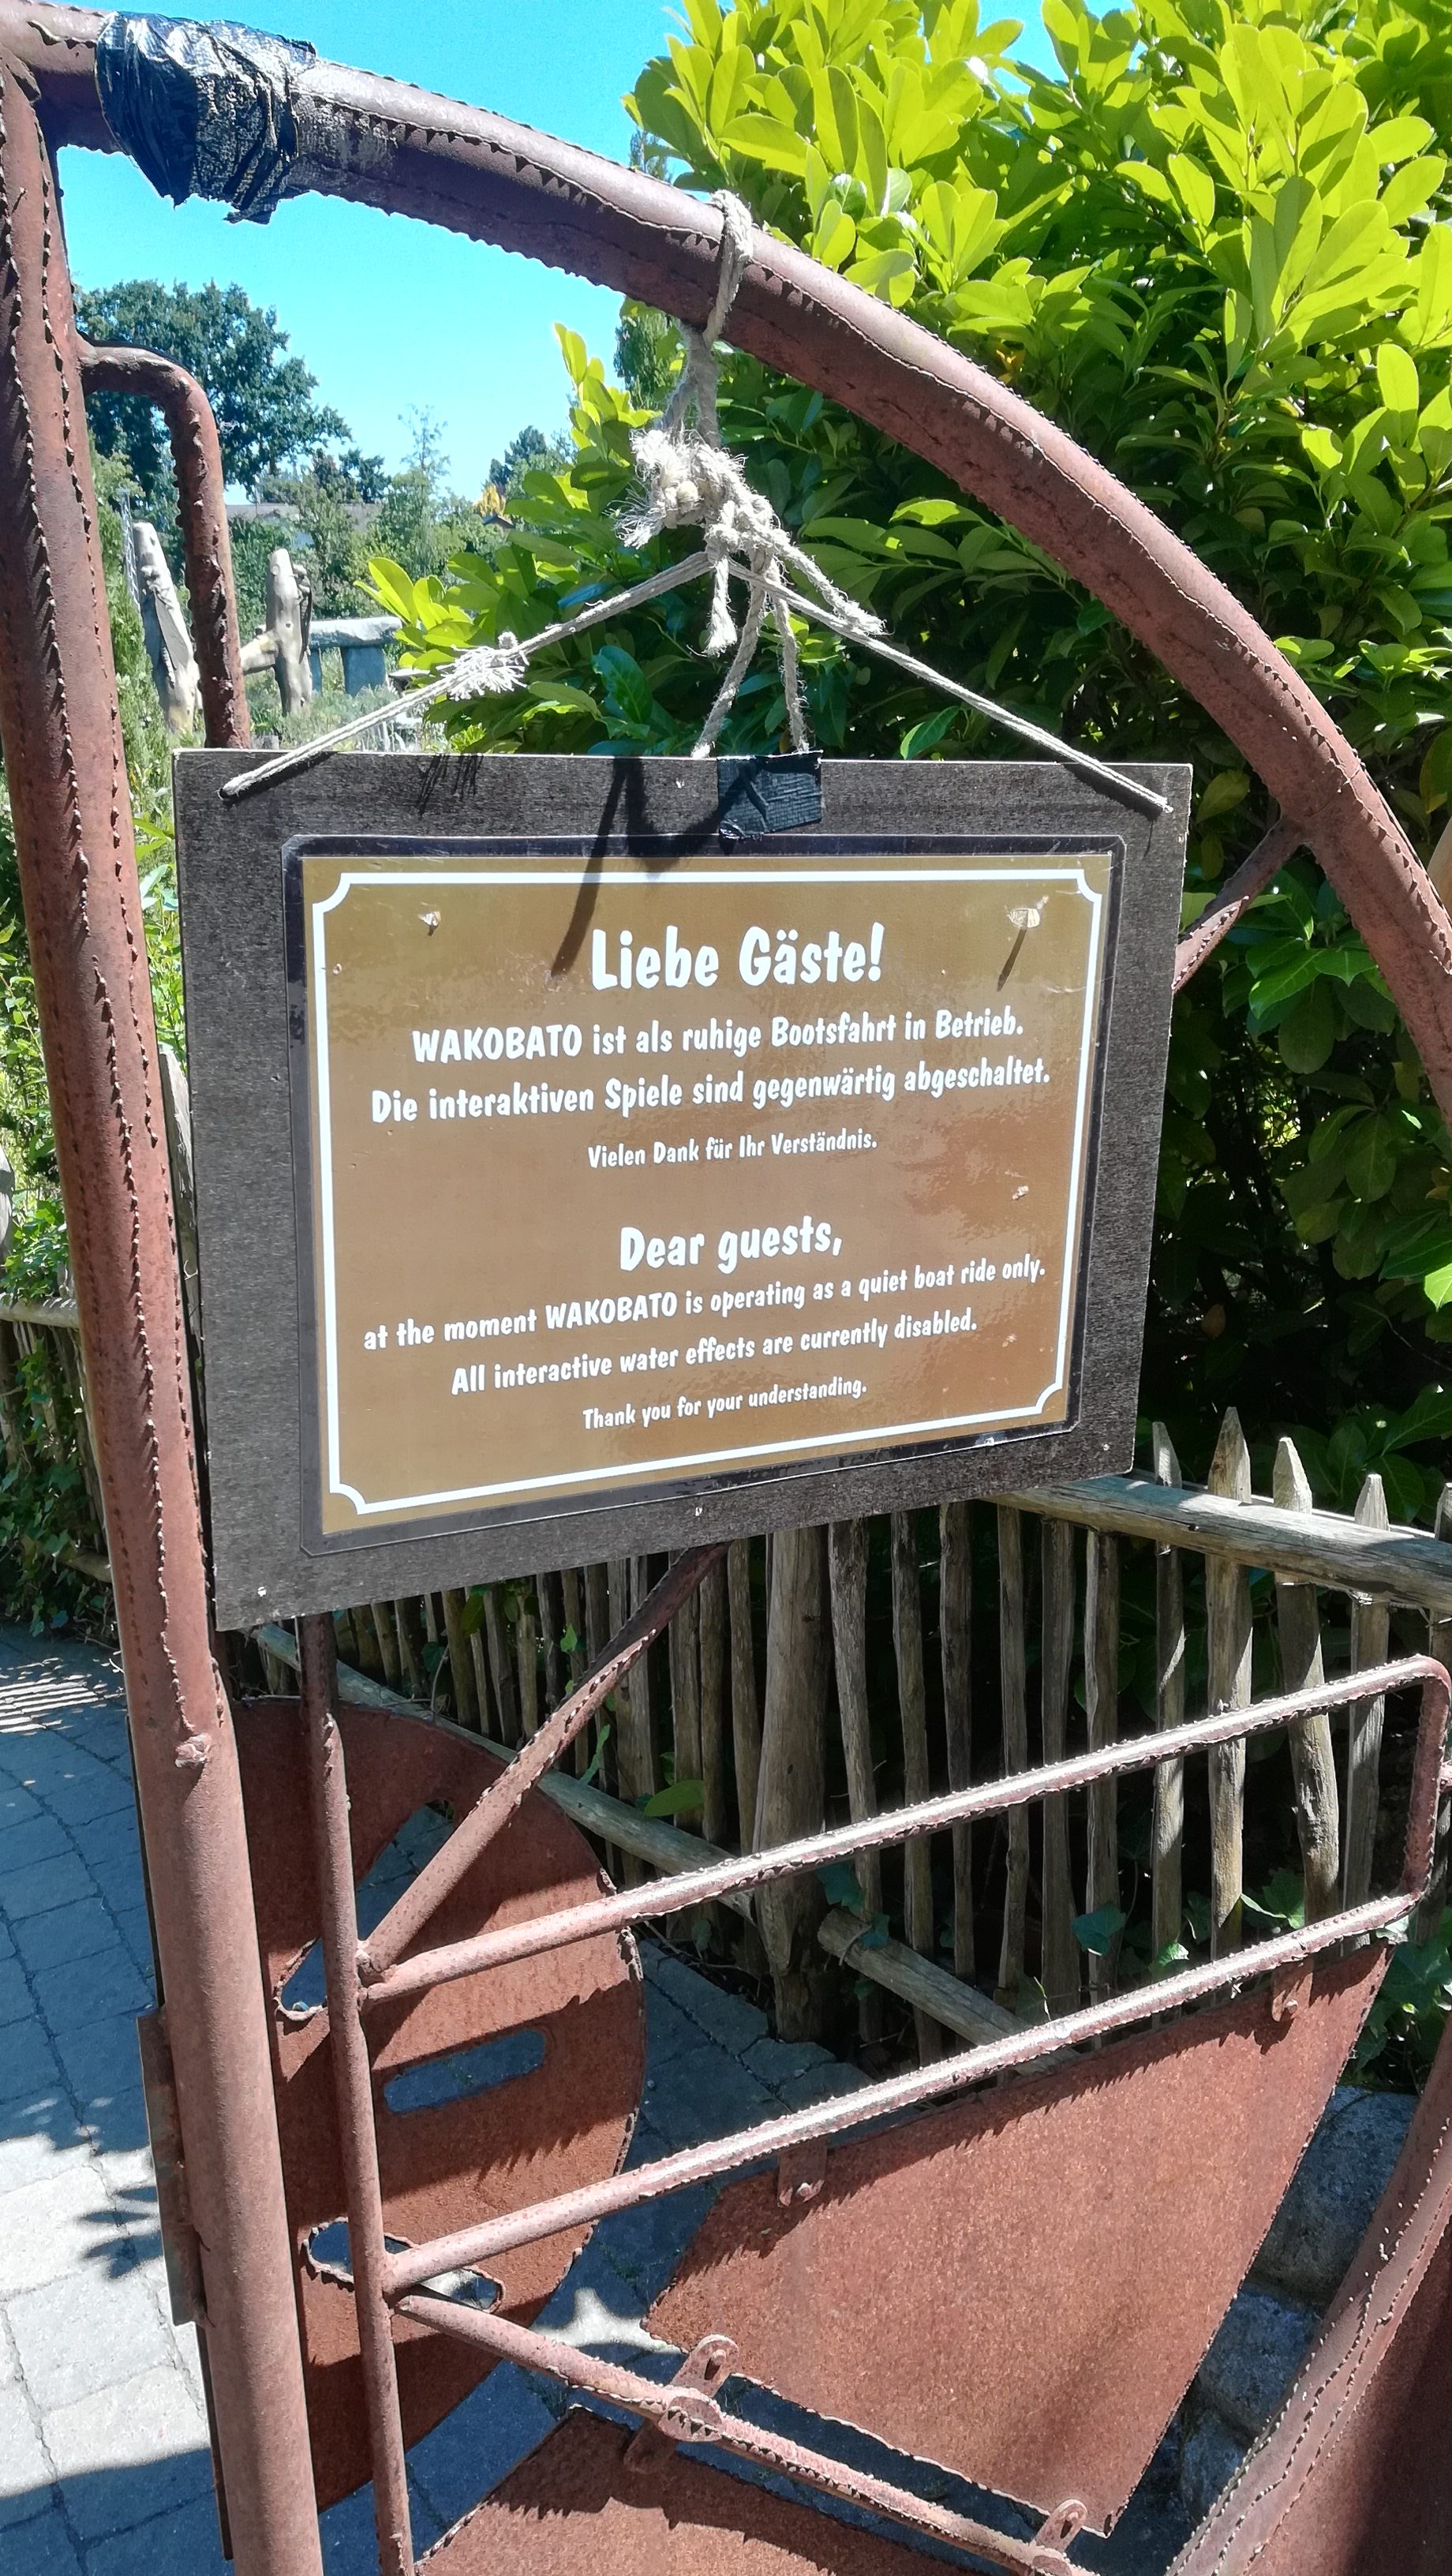 Liebe Gäste!
WAKOBATO ist als ruhige Bootsfahrt in Betrieb.
Die interaktiven Spiele sind gegenwärtig abgeschaltet.
Vielen Dank für Ihr Verständnis.
Dear guests,
at the moment WAKOBATO is operating as a quiet boat ride only.
All interactive water effects are currently disabled.
Thank you for your understanding.